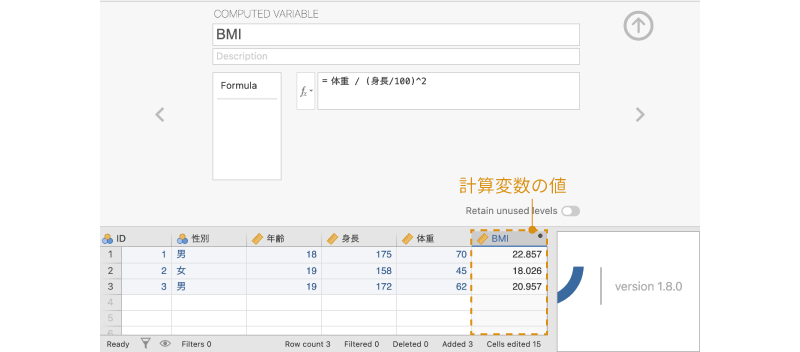 COMPUTED VARIABLE
BMI
Description
Formula
fx
= 体重 / (身長/100)^2
計算変数の値
Retain unused levels
ID 性別 年齢 身長 体重 BMI
1 1 男 18 175 70 22.857
2 2 女 19 158 45 18.026
3 3 男 19 172 62 20.957
4
5
6
version 1.8.0
Ready Filters 0 Row count 3 Filtered 0 Deleted 0 Added 3 Cells edited 15